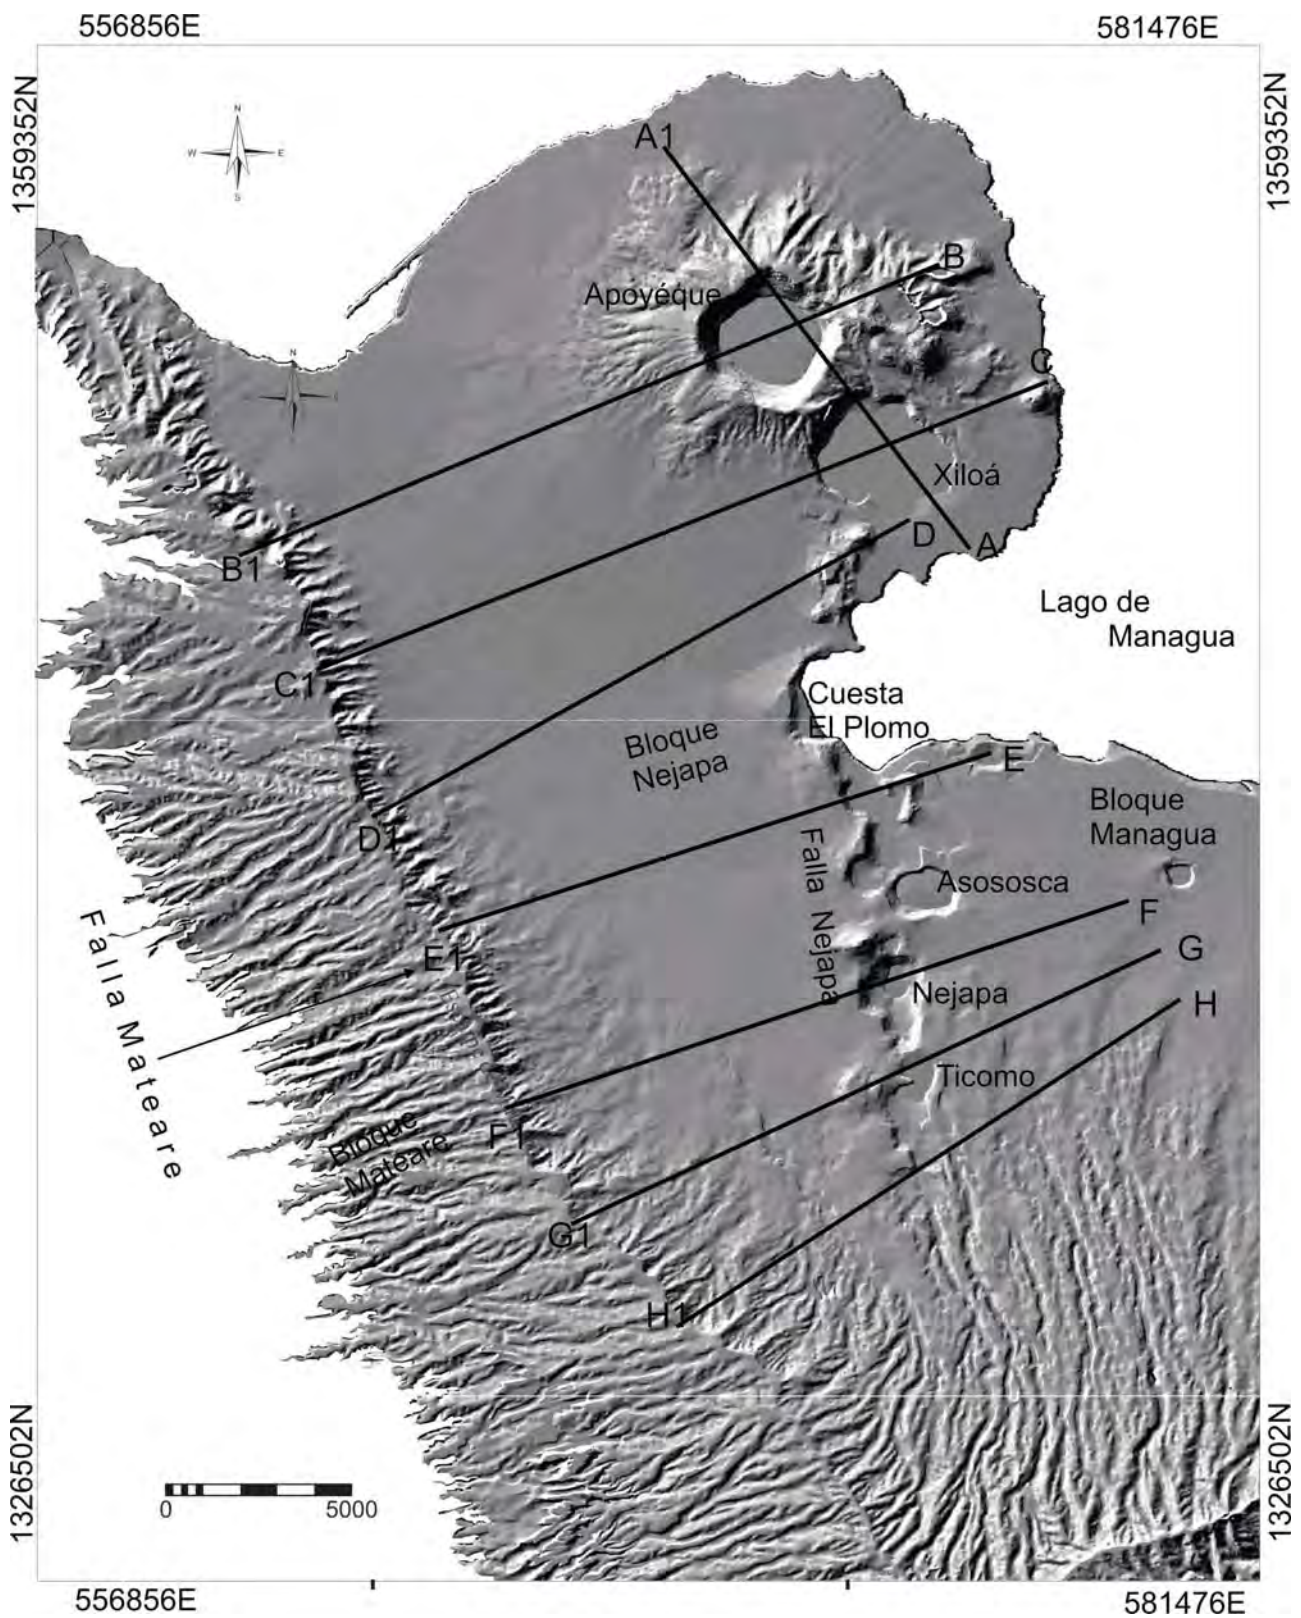 556856E
581476E
1359352N
1359352N
N
W
E
S
A1
B
Apoyéque
C
N
Xiloá
D
A
B1
Lago de
Managua
C1
Cuesta
El Plomo
Bloque
Nejapa
E
Bloque
Managua
D1
Falla Nejapa
Asososca
F
Falla Mateare
E1
G
Nejapa
H
Ticomo
F1
Bloque
Mateare
G1
H1
1326502N
1326502N
0
5000
556856E
581476E